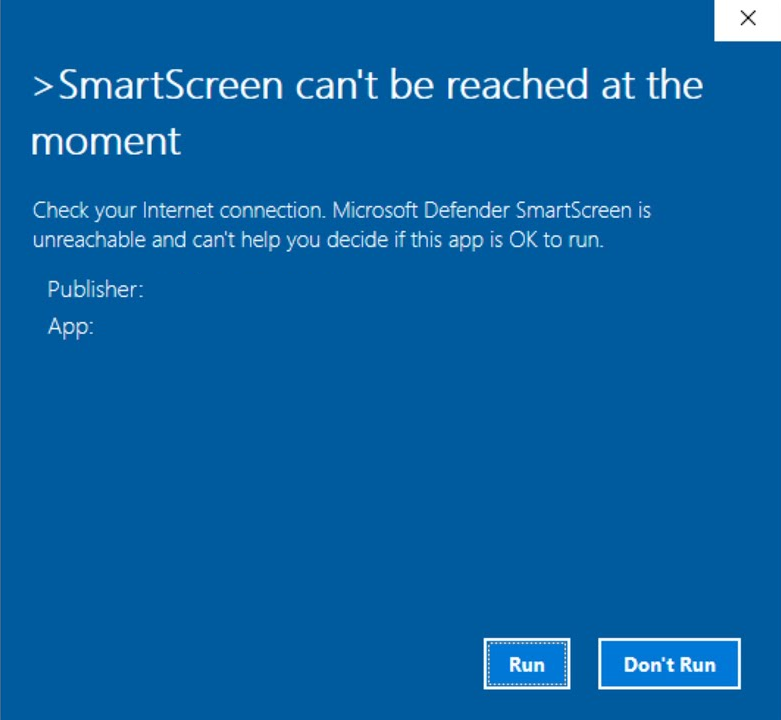 >SmartScreen can't be reached at the
moment
Check your Internet connection. Microsoft Defender SmartScreen is
unreachable and can't help you decide if this app is OK to run.
Publisher:
App:
Run
Don't Run